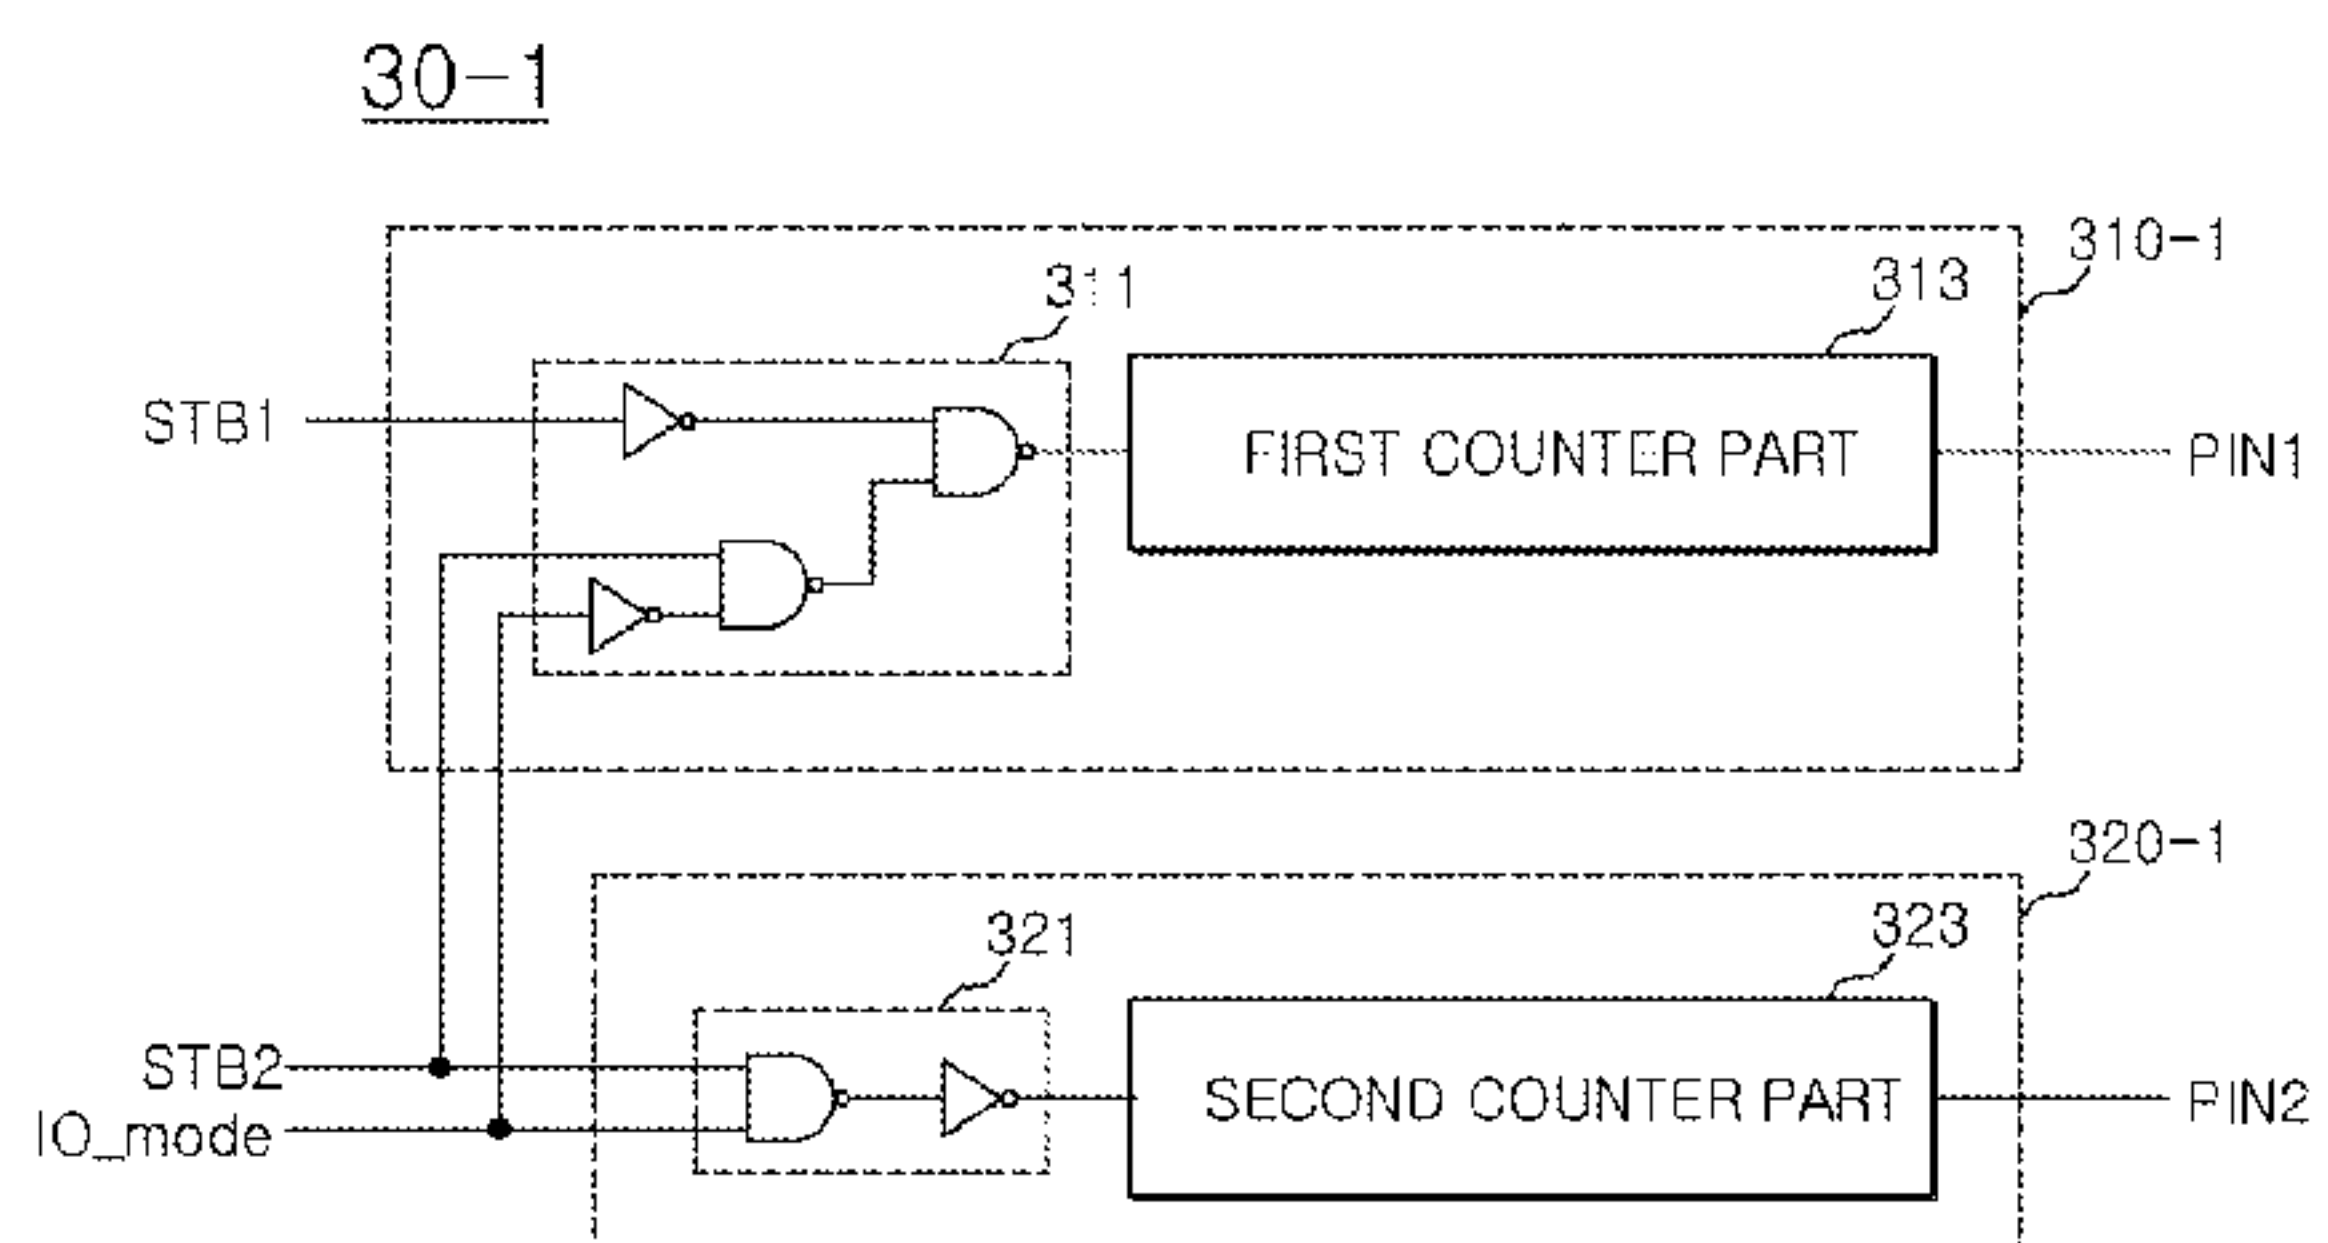 30-1
310-1
311
313
STB1
FIRST COUNTER PART
PIN1
320-1
321
323
STB2
SECOND COUNTER PART
PIN2
IO_mode